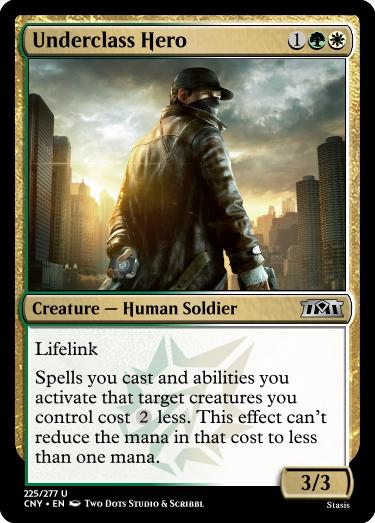 Underclass Hero 1
Creature — Human Soldier
Lifelink
Spells you cast and abilities you
activate that target creatures you
control cost 2 less. This effect can't
reduce the mana in that cost to less
than one mana.
3/3
225/277 U
CNY • EN Two Dots Studio & Scribbl
Stasis